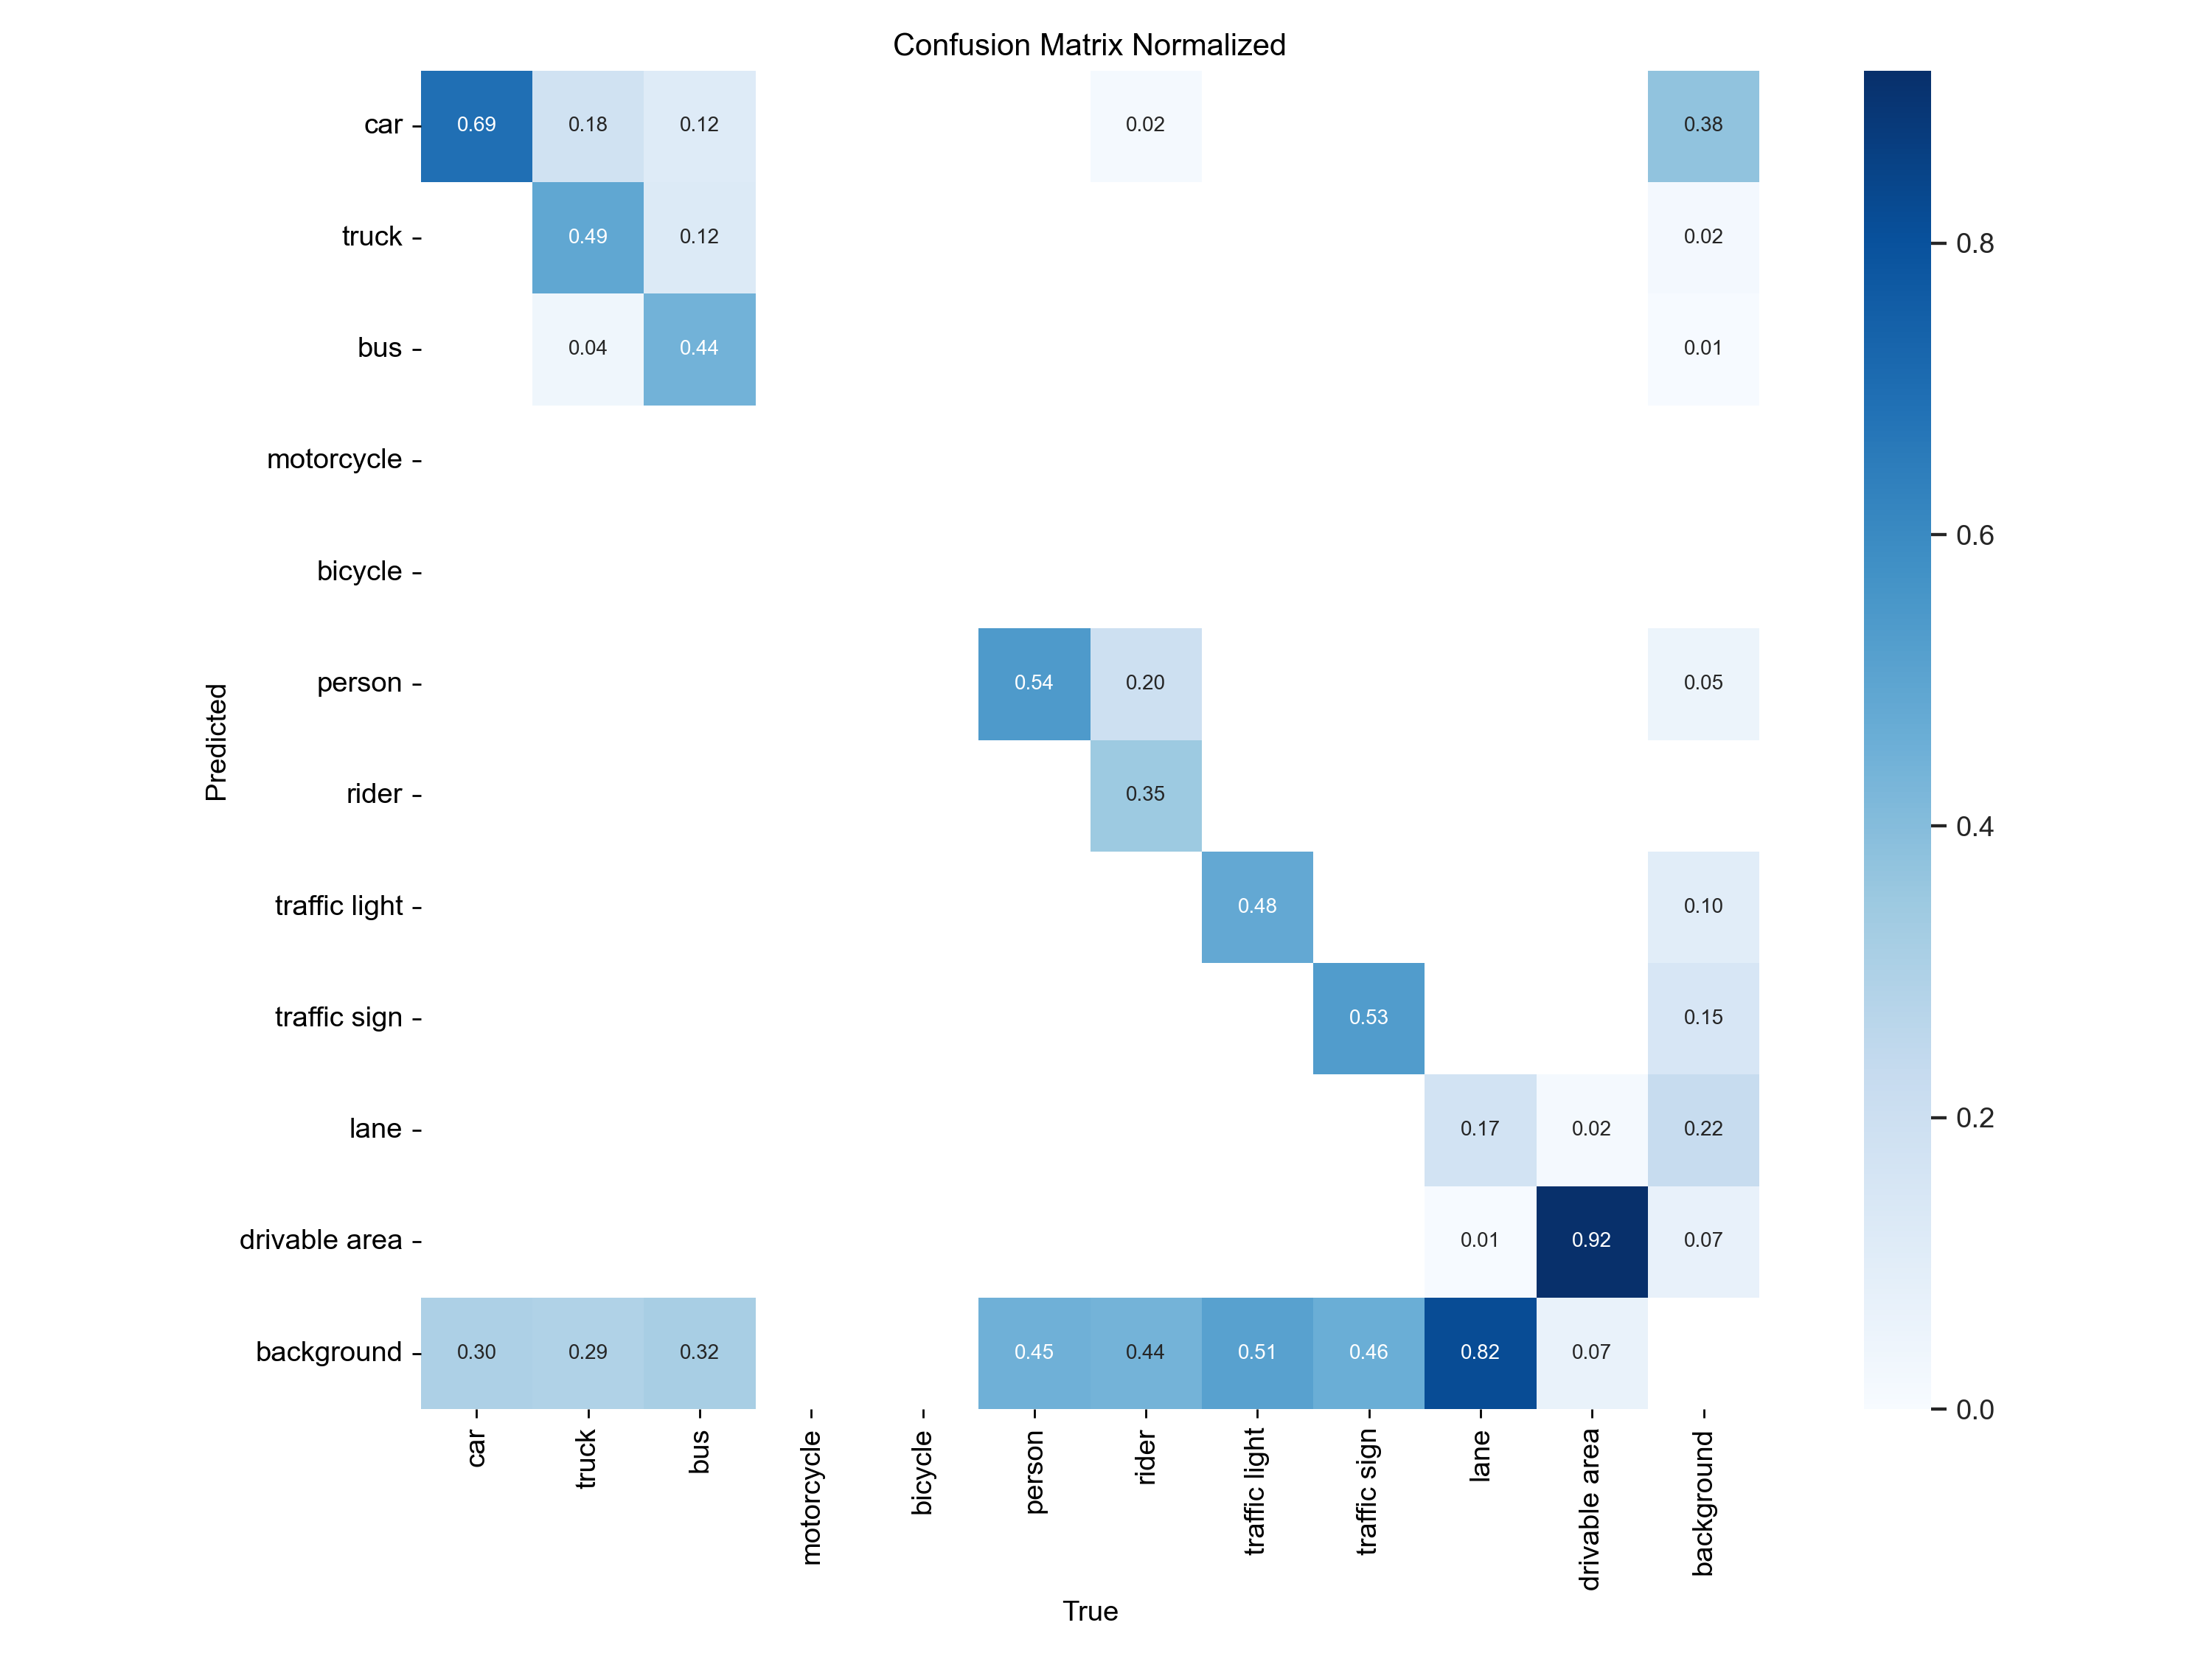 Confusion Matrix Normalized
car 0.69 0.18 0.12 0.02 0.38
truck 0.49 0.12 0.02 0.8
bus 0.04 0.44 0.01
motorcycle
bicycle 0.6
person 0.54 0.20 0.05
Predicted
rider 0.35 0.4
traffic light 0.48 0.10
traffic sign 0.53 0.15
lane 0.17 0.02 0.22 0.2
drivable area 0.01 0.92 0.07
background 0.30 0.29 0.32 0.45 0.44 0.51 0.46 0.82 0.07
0.0
car truck bus motorcycle bicycle person rider traffic light traffic sign lane drivable area background
True